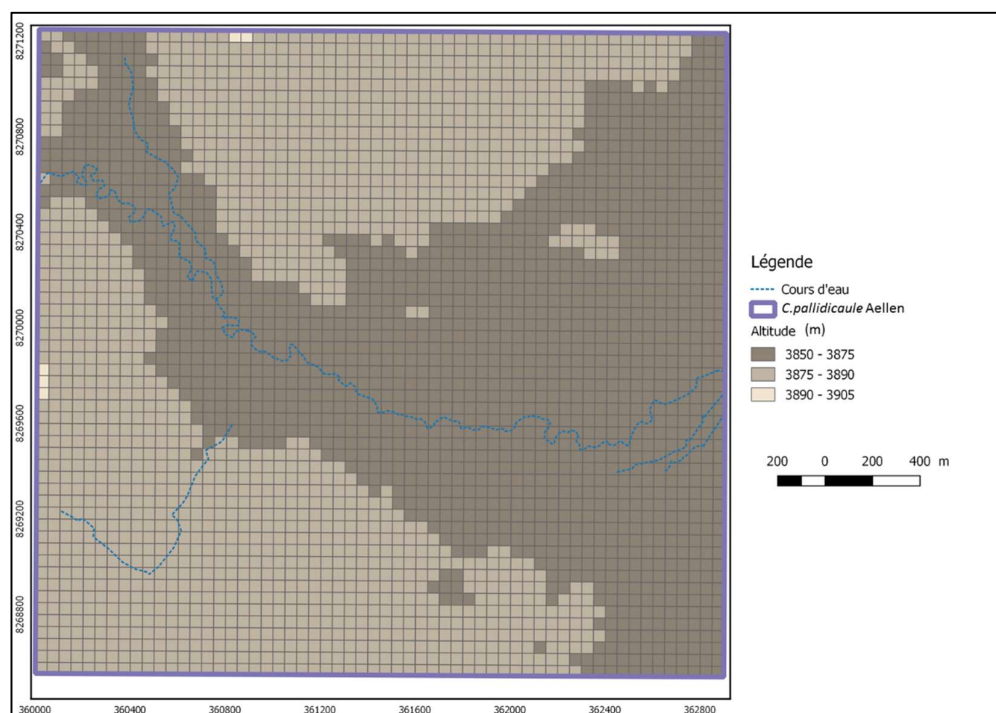 8271200
8270800
8270400
8270000
8269600
8269200
8268800
360000 360400 360800 361200 361600 362000 362400 362800
Légende
Cours d'eau
C.pallidicaule Aellen
Altitude (m)
3850 - 3875
3875 - 3890
3890 - 3905
200 0 200 400 m